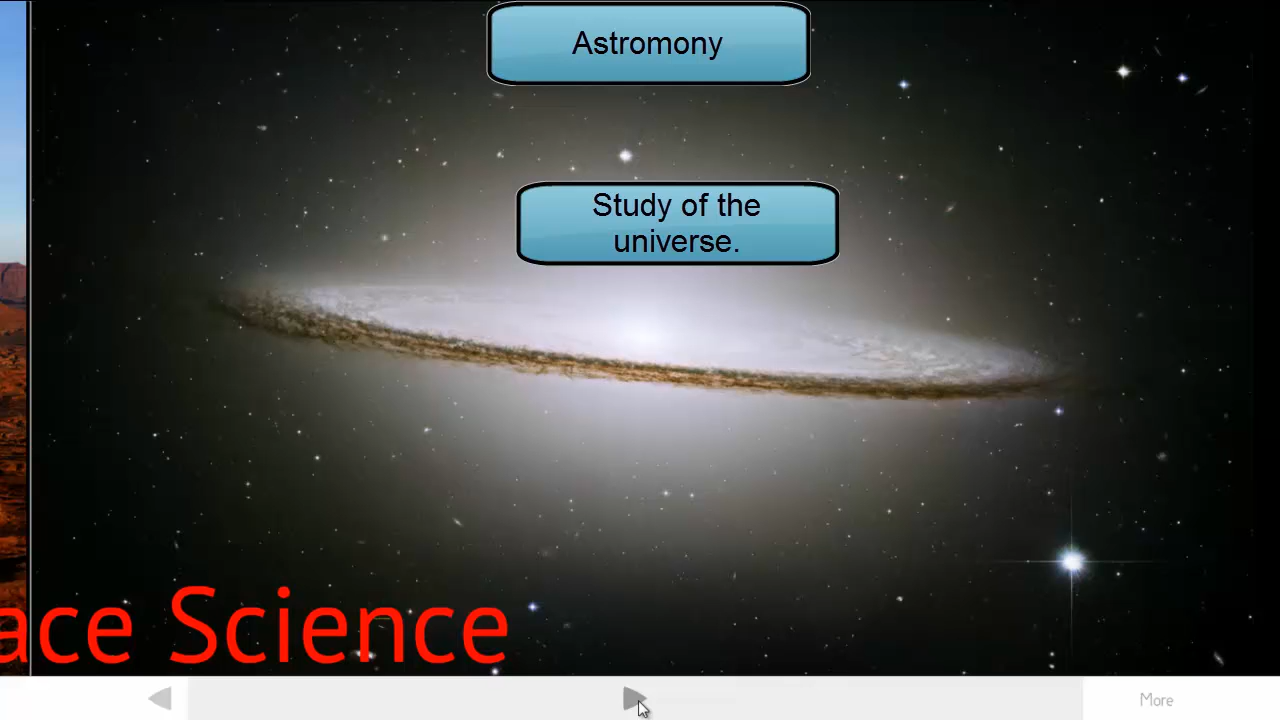 Astromony
Study of the
universe.
ace Science
More